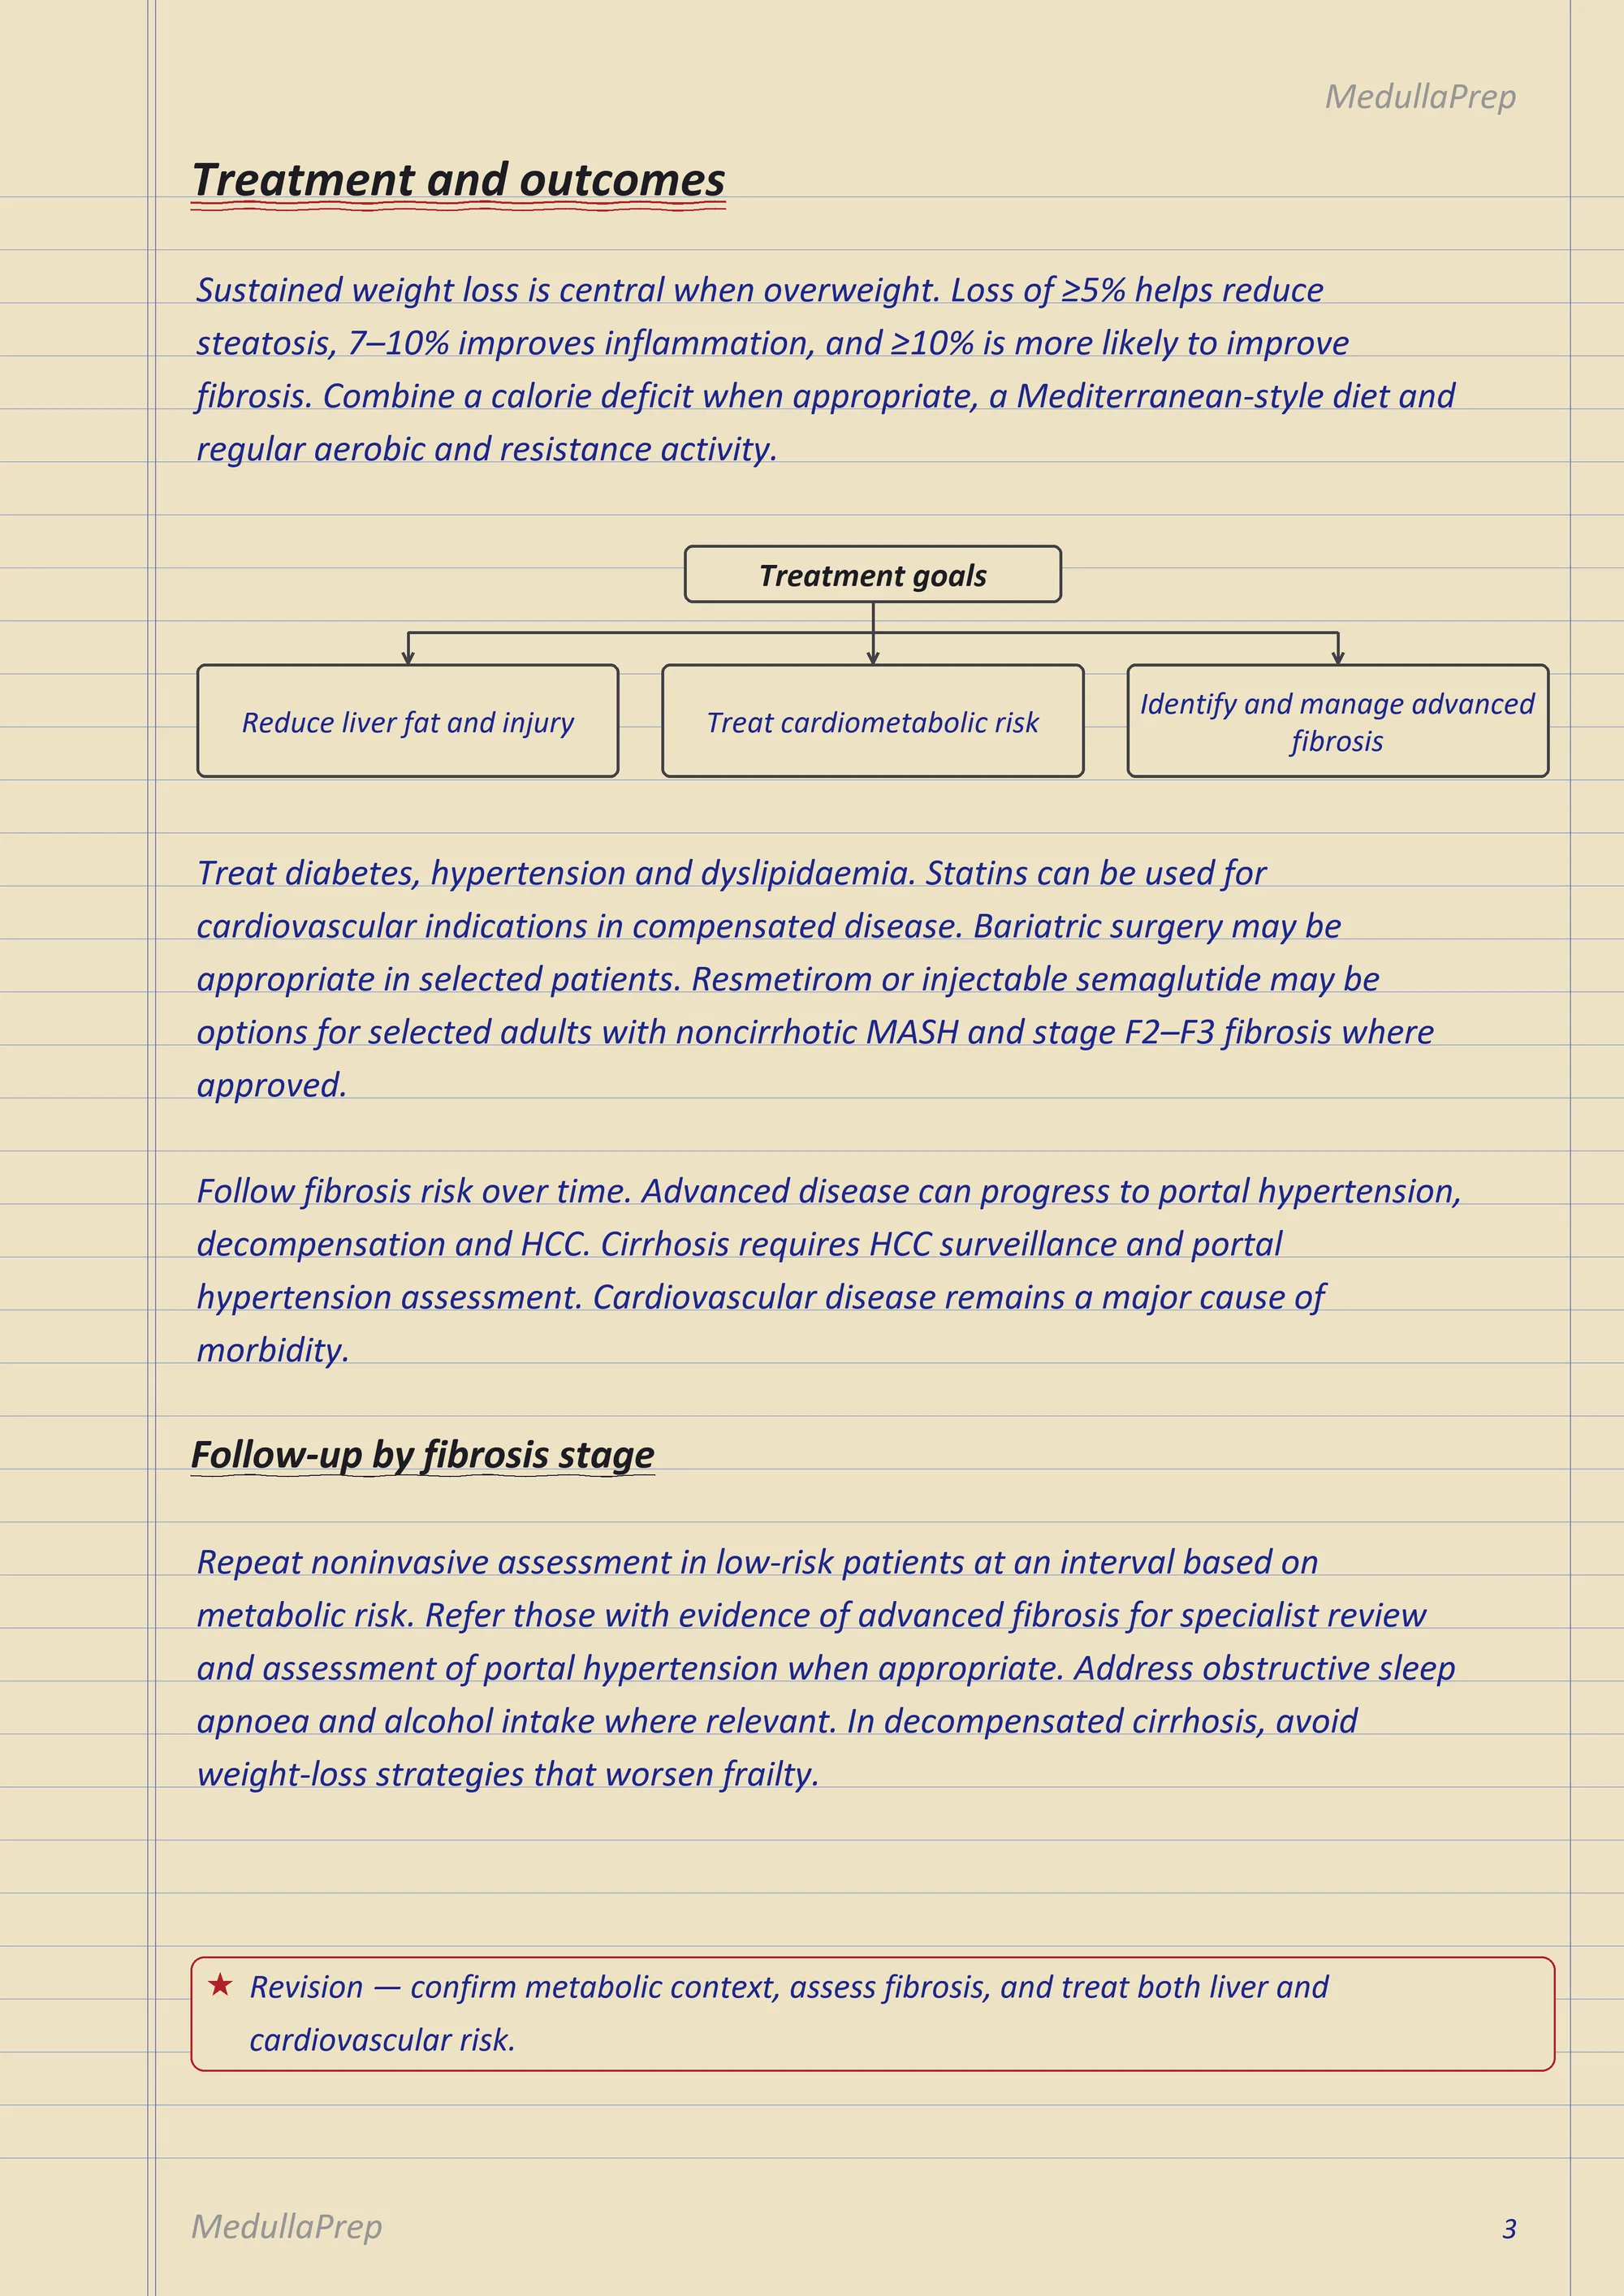 MedullaPrep
Treatment and outcomes
Sustained weight loss is central when overweight. Loss of ≥5% helps reduce
steatosis, 7–10% improves inflammation, and ≥10% is more likely to improve
fibrosis. Combine a calorie deficit when appropriate, a Mediterranean-style diet and
regular aerobic and resistance activity.
Treatment goals
Reduce liver fat and injury
Treat cardiometabolic risk
Identify and manage advanced
fibrosis
Treat diabetes, hypertension and dyslipidaemia. Statins can be used for
cardiovascular indications in compensated disease. Bariatric surgery may be
appropriate in selected patients. Resmetirom or injectable semaglutide may be
options for selected adults with noncirrhotic MASH and stage F2–F3 fibrosis where
approved.
Follow fibrosis risk over time. Advanced disease can progress to portal hypertension,
decompensation and HCC. Cirrhosis requires HCC surveillance and portal
hypertension assessment. Cardiovascular disease remains a major cause of
morbidity.
Follow-up by fibrosis stage
Repeat noninvasive assessment in low-risk patients at an interval based on
metabolic risk. Refer those with evidence of advanced fibrosis for specialist review
and assessment of portal hypertension when appropriate. Address obstructive sleep
apnoea and alcohol intake where relevant. In decompensated cirrhosis, avoid
weight-loss strategies that worsen frailty.
★ Revision — confirm metabolic context, assess fibrosis, and treat both liver and
cardiovascular risk.
MedullaPrep
3